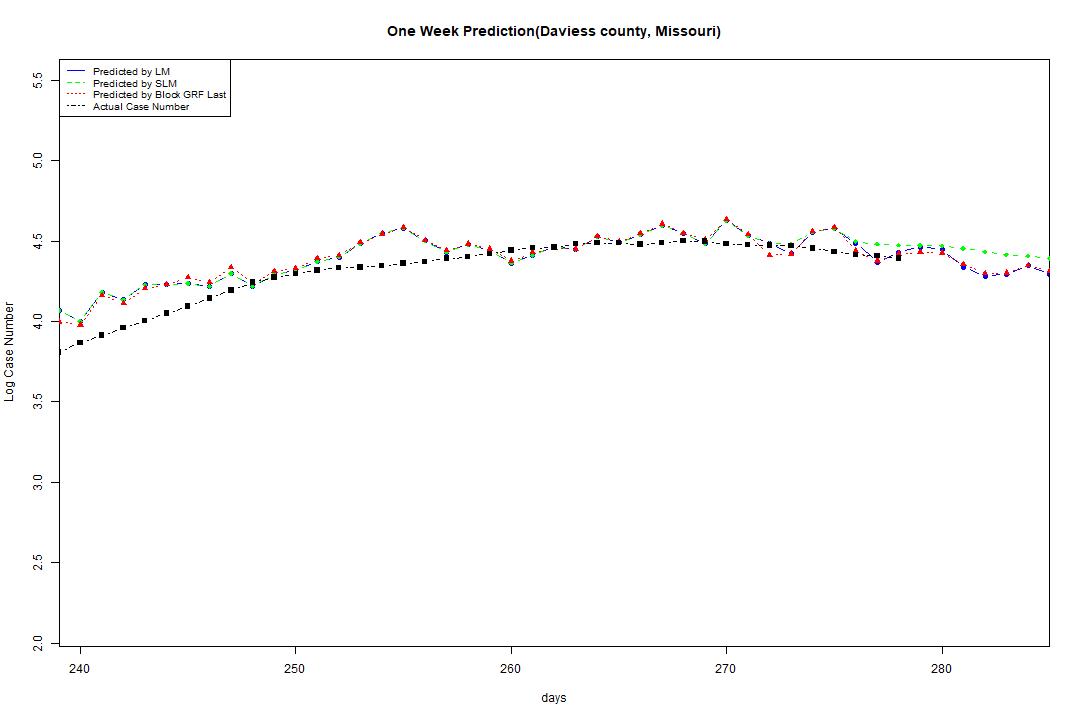 One Week Prediction(Daviess county, Missouri)
Predicted by LM
Predicted by SLM
Predicted by Block GRF Last
Actual Case Number
5.5
5.0
4.5
4.0
3.5
3.0
2.5
2.0
Log Case Number
240 250 260 270 280
days